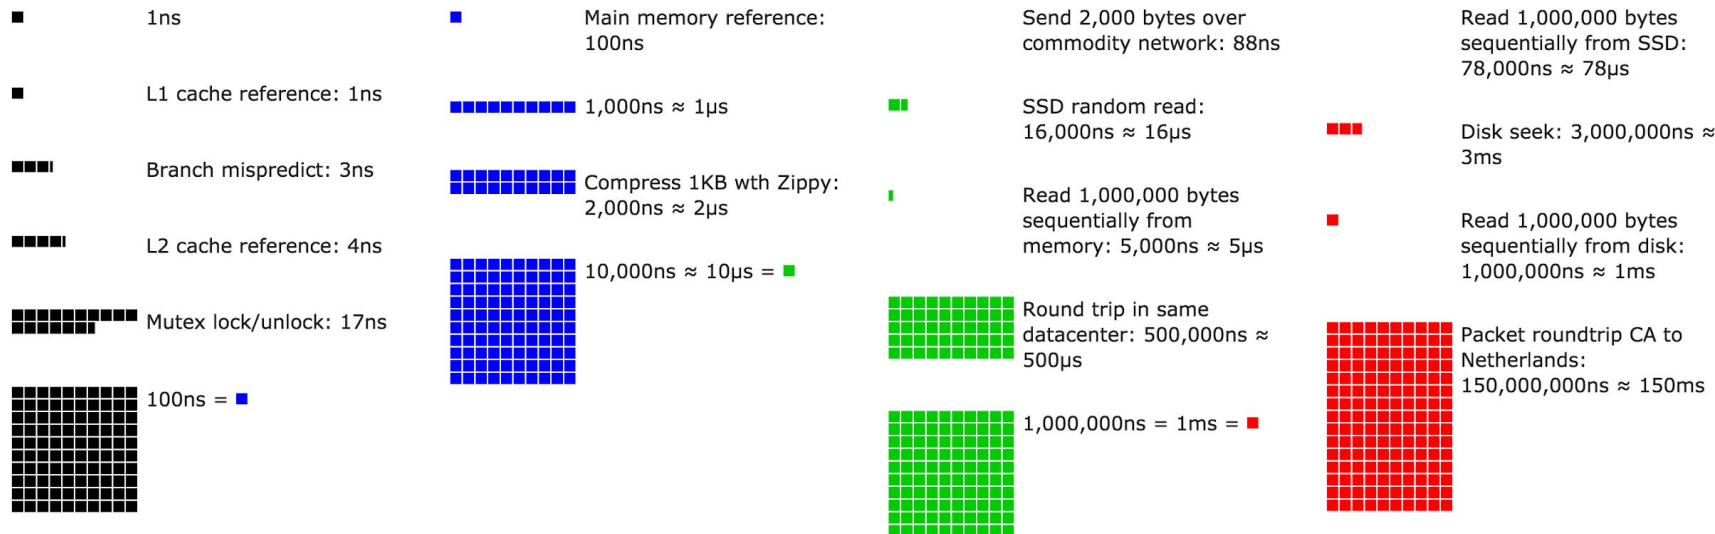 1ns
L1 cache reference: 1ns
Branch mispredict: 3ns
L2 cache reference: 4ns
Mutex lock/unlock: 17ns
100ns =
Main memory reference:
100ns
1,000ns ≈ 1μs
Compress 1KB wth Zippy:
2,000ns ≈ 2μs
10,000ns ≈ 10μs =
Send 2,000 bytes over
commodity network: 88ns
SSD random read:
16,000ns ≈ 16μs
Read 1,000,000 bytes
sequentially from
memory: 5,000ns ≈ 5μs
Round trip in same
datacenter: 500,000ns ≈
500μs
1,000,000ns = 1ms =
Read 1,000,000 bytes
sequentially from SSD:
78,000ns ≈ 78μs
Disk seek: 3,000,000ns ≈
3ms
Read 1,000,000 bytes
sequentially from disk:
1,000,000ns ≈ 1ms
Packet roundtrip CA to
Netherlands:
150,000,000ns ≈ 150ms